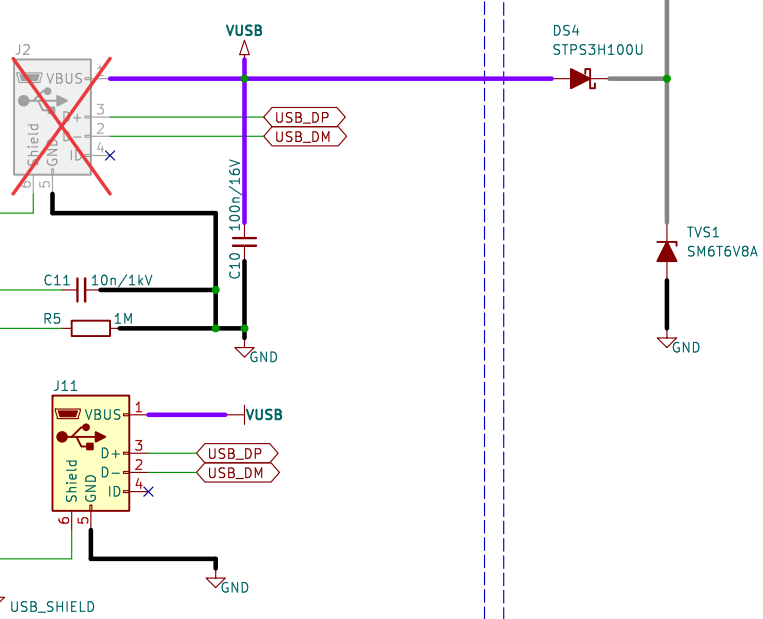 VUSB
DS4
STPS3H100U
J2
VBUS
1
D+
3
USB_DP
D-
2
USB_DM
ID
4
Shield
GND
6
5
100n/16V
C10
TVS1
SM6T6V8A
C11
10n/1kV
R5
1M
GND
GND
J11
VBUS
1
VUSB
D+
3
USB_DP
D-
2
USB_DM
ID
4
Shield
GND
6
5
GND
USB_SHIELD